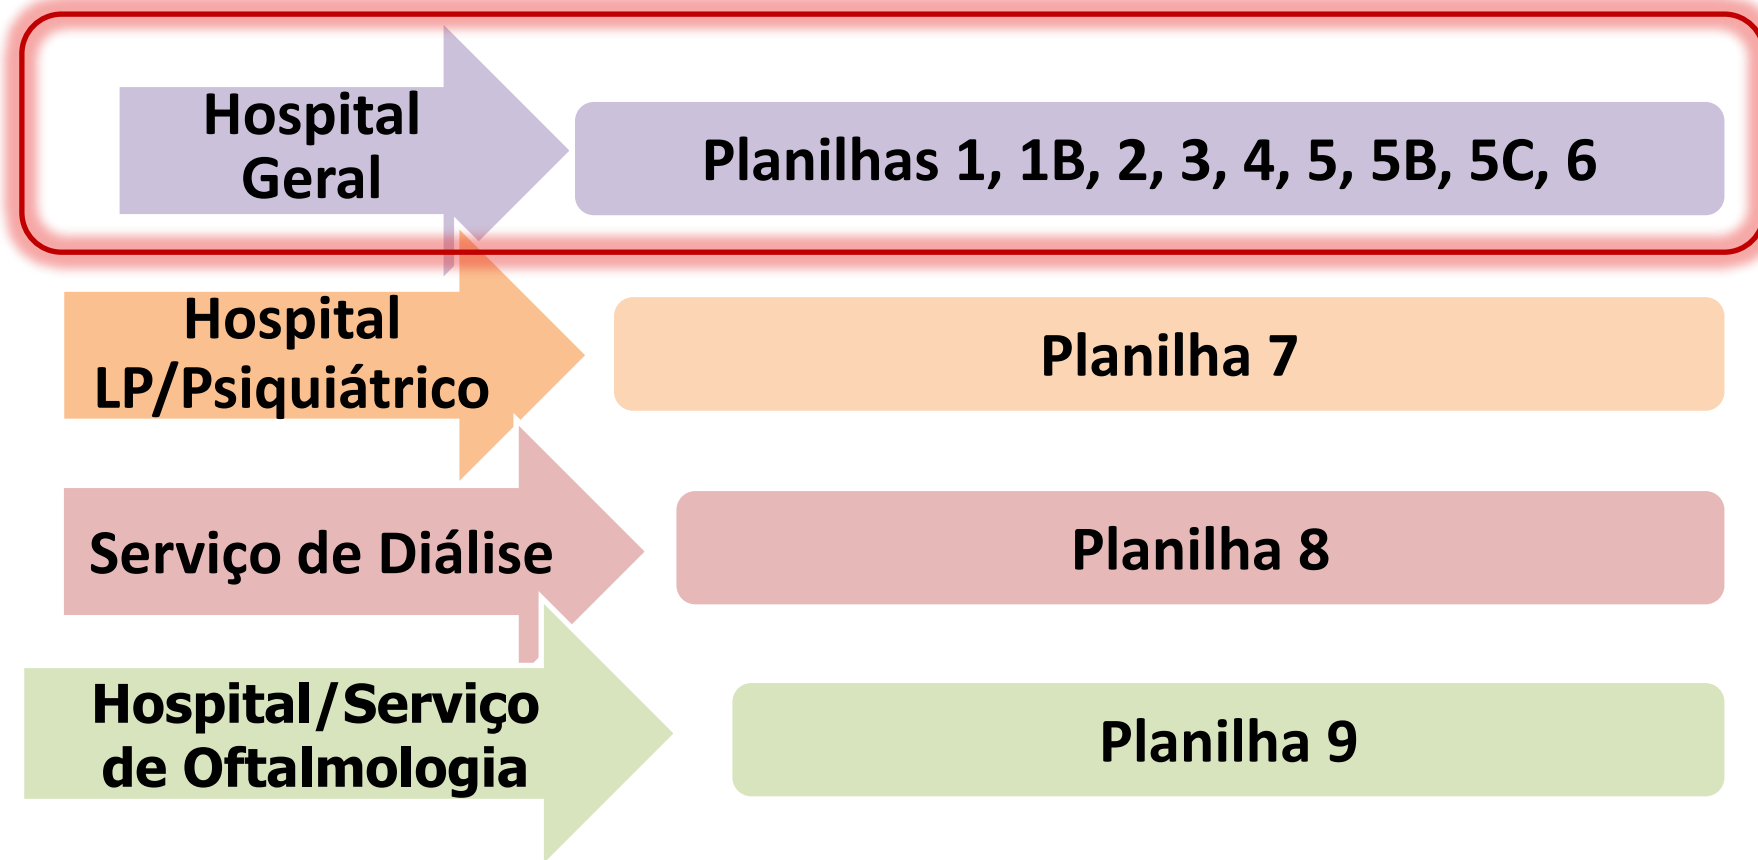 Hospital
Geral
Planilhas 1, 1B, 2, 3, 4, 5, 5B, 5C, 6
Hospital
LP/Psiquiátrico
Planilha 7
Serviço de Diálise
Planilha 8
Hospital/Serviço
de Oftalmologia
Planilha 9